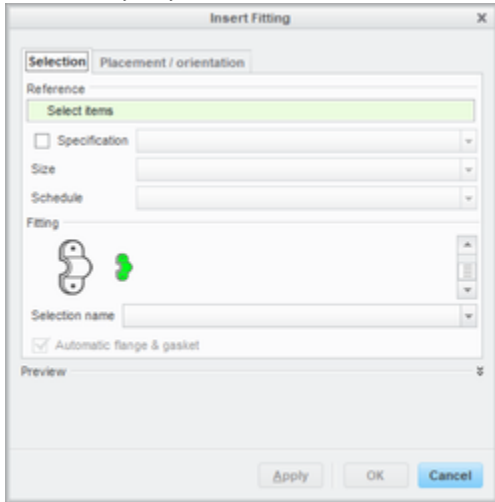 Insert Fitting X
Selection Placement / orientation
Reference
Select items
Specification
Size
Schedule
Fitting
Selection name
Automatic flange & gasket
Preview
Apply OK Cancel